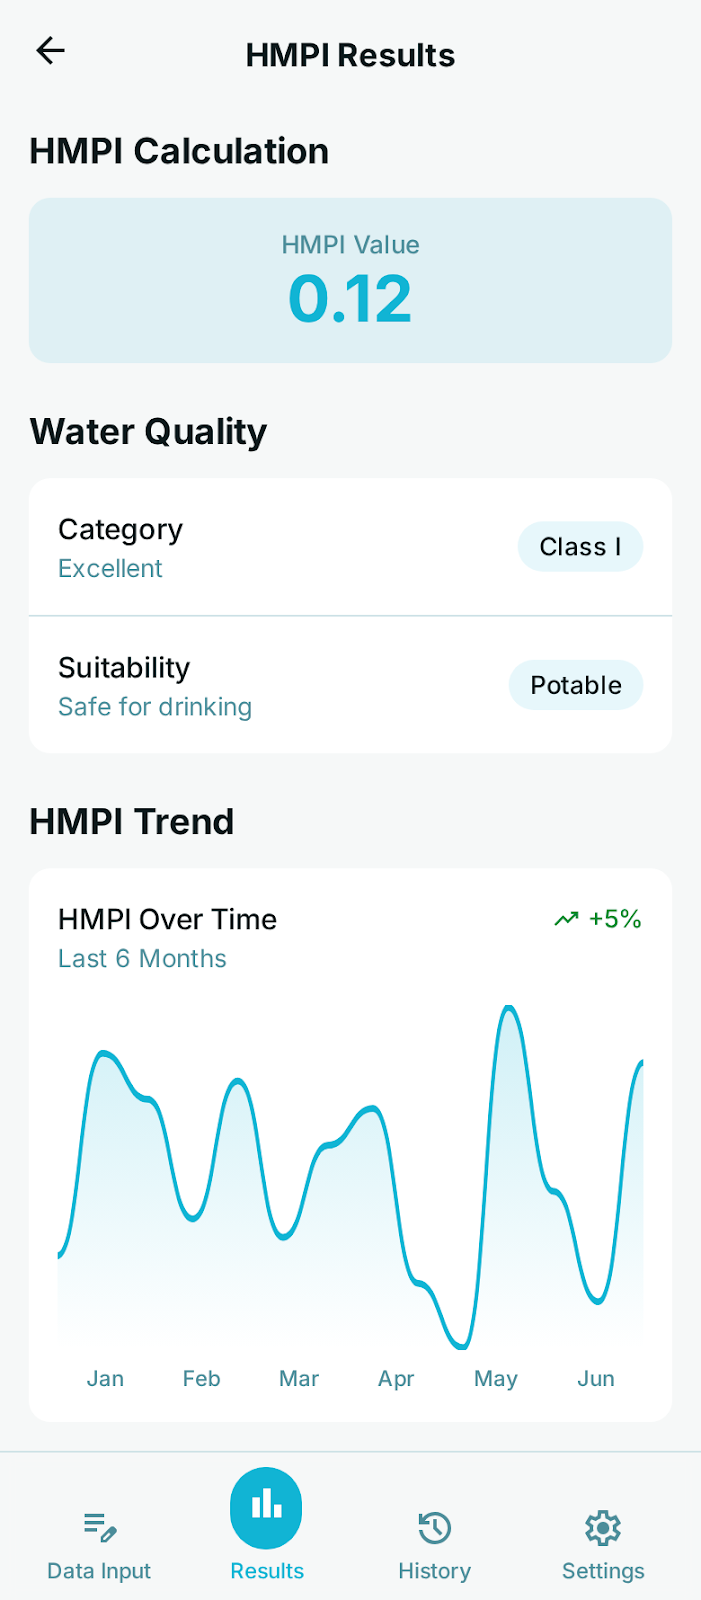 HMPI Results
HMPI Calculation
HMPI Value
0.12
Water Quality
Category
Excellent
Class I
Suitability
Safe for drinking
Potable
HMPI Trend
HMPI Over Time
+5%
Last 6 Months
Jan Feb Mar Apr May Jun
Data Input Results History Settings